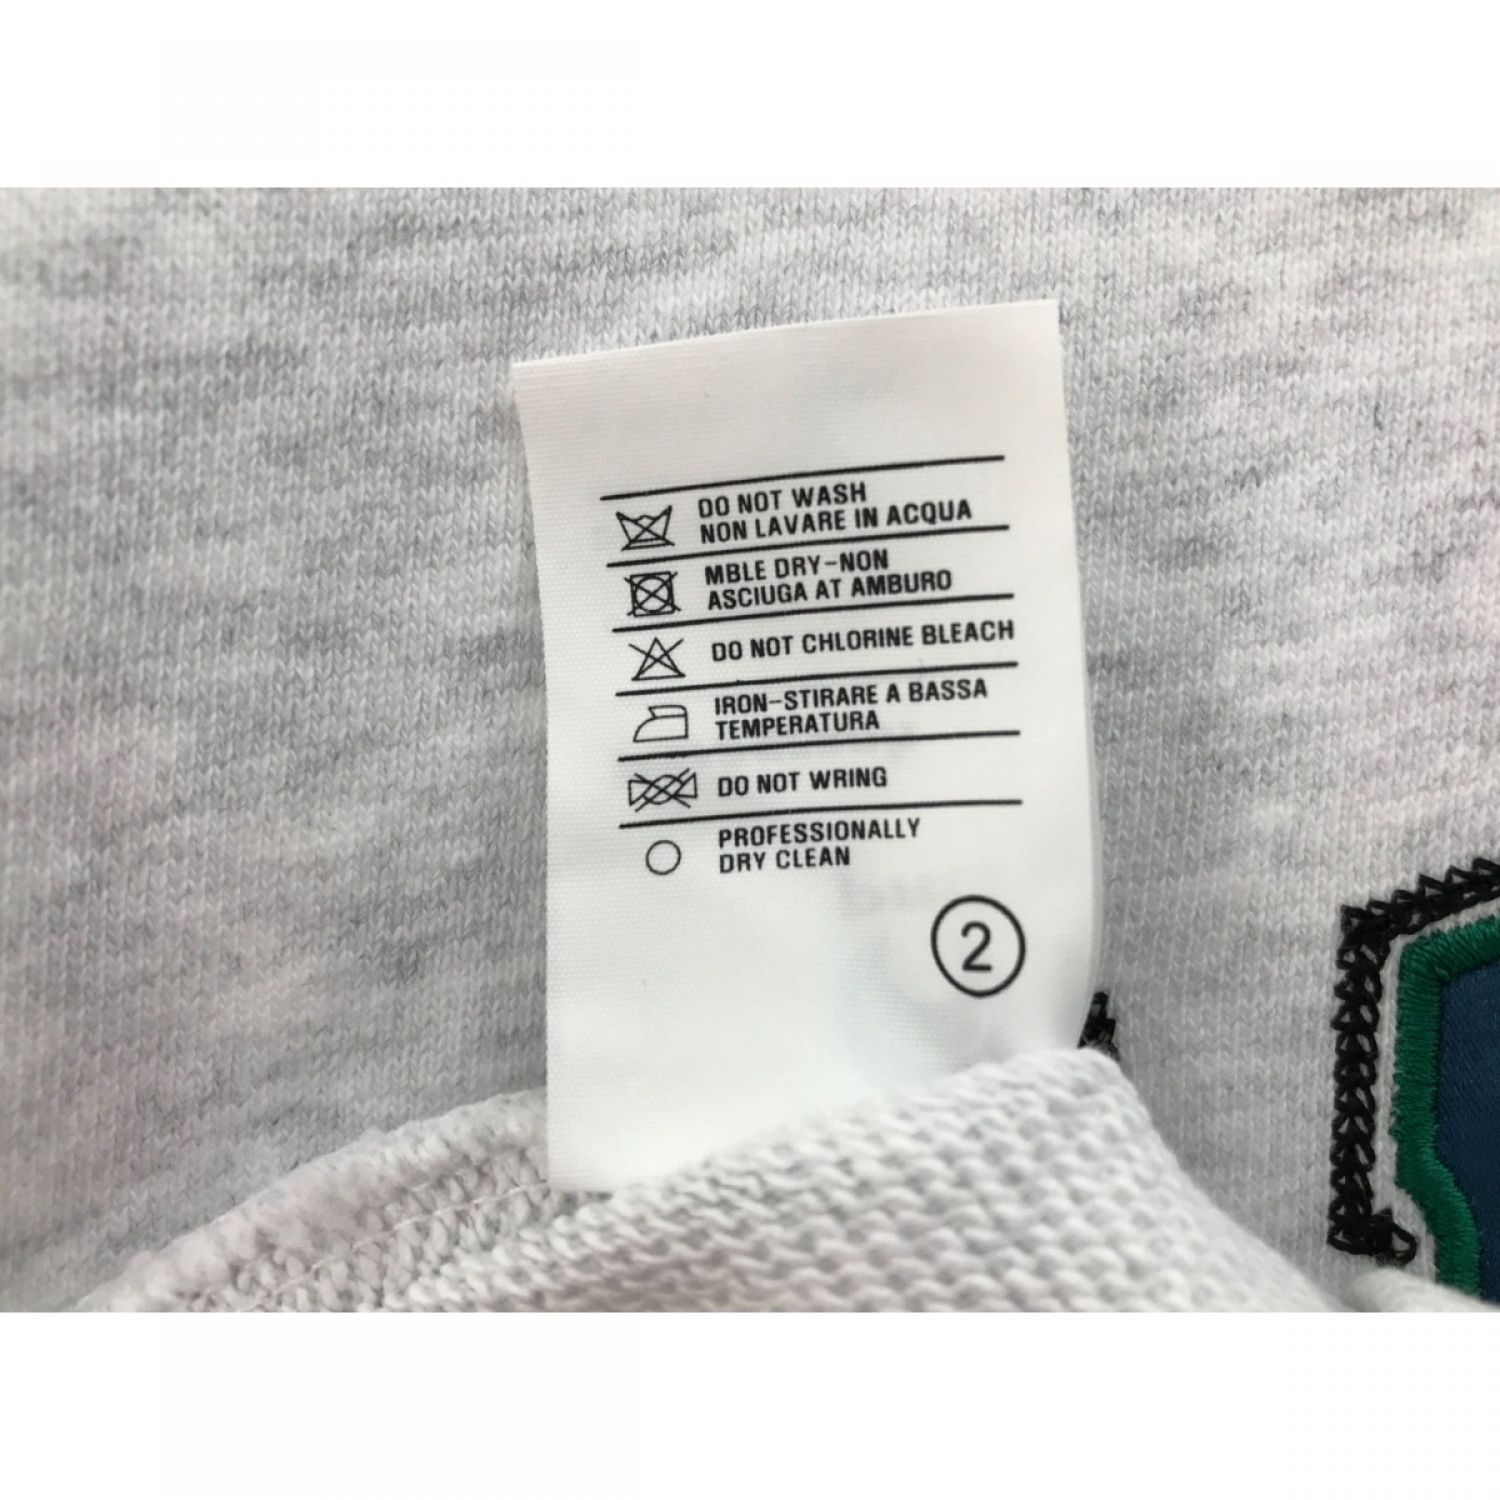 DO NOT WASH
NON LAVARE IN ACQUA
MBLE DRY-NON
ASCIUGA AT AMBURO
DO NOT CHLORINE BLEACH
IRON-STIRARE A BASSA
TEMPERATURA
DO NOT WRING
PROFESSIONALLY
DRY CLEAN
2